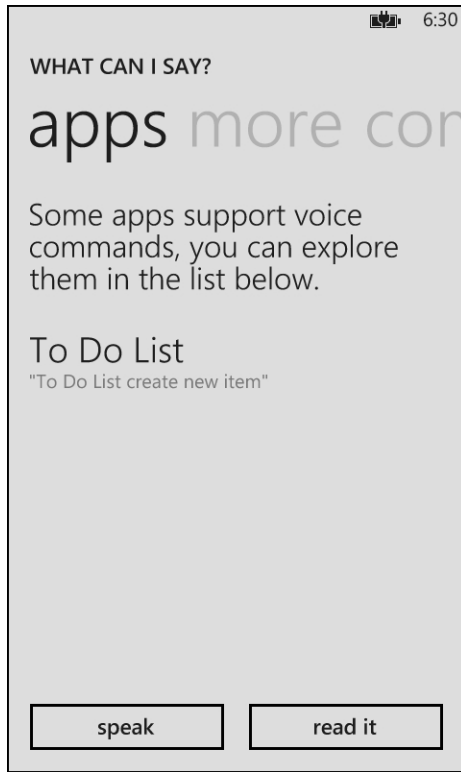 6:30
WHAT CAN I SAY?
apps more con
Some apps support voice
commands, you can explore
them in the list below.
To Do List
"To Do List create new item"
speak read it